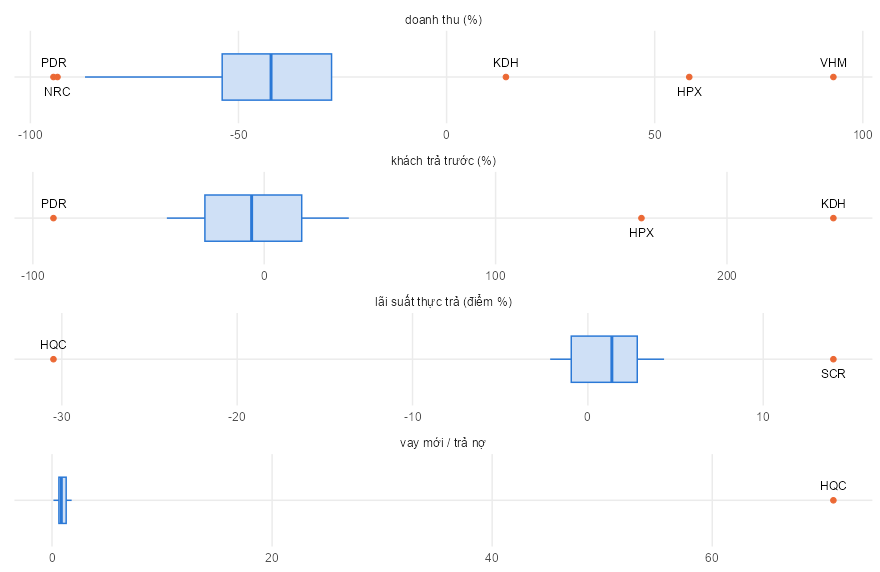 doanh thu (%)
PDR KDH VHM
NRC HPX
-100 -50 0 50 100
khách trả trước (%)
PDR KDH
HPX
-100 0 100 200
lãi suất thực trả (điểm %)
HQC
SCR
-30 -20 -10 0 10
vay mới / trả nợ
HQC
0 20 40 60